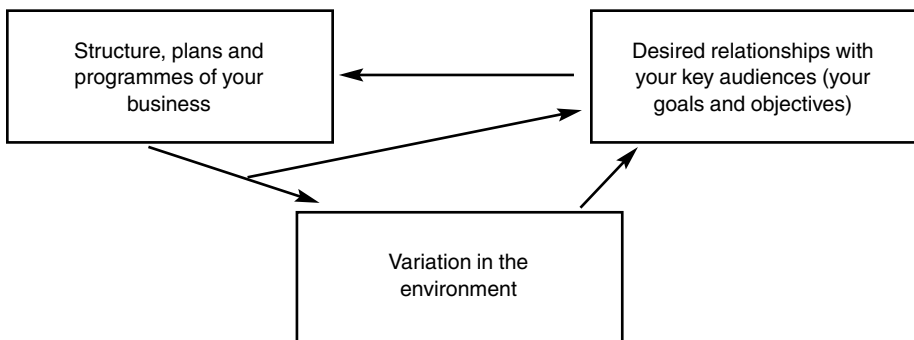 Structure, plans and
programmes of your
business
Desired relationships with
your key audiences (your
goals and objectives)
Variation in the
environment